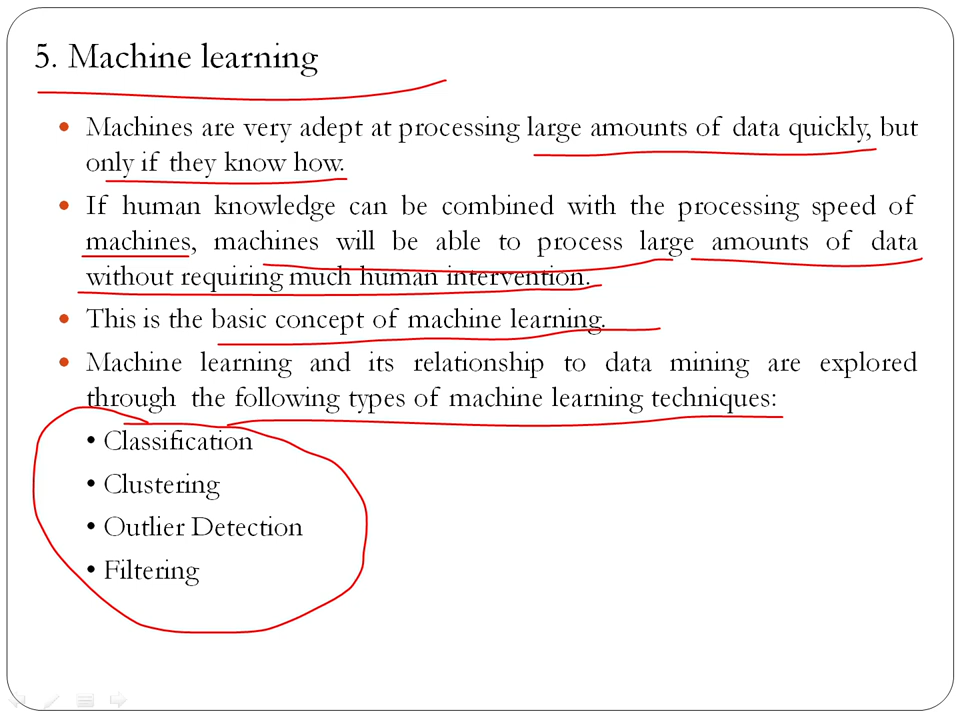 5. Machine learning
• Machines are very adept at processing large amounts of data quickly, but
only if they know how.
• If human knowledge can be combined with the processing speed of
machines, machines will be able to process large amounts of data
without requiring much human intervention.
• This is the basic concept of machine learning.
• Machine learning and its relationship to data mining are explored
through the following types of machine learning techniques:
• Classification
• Clustering
• Outlier Detection
• Filtering